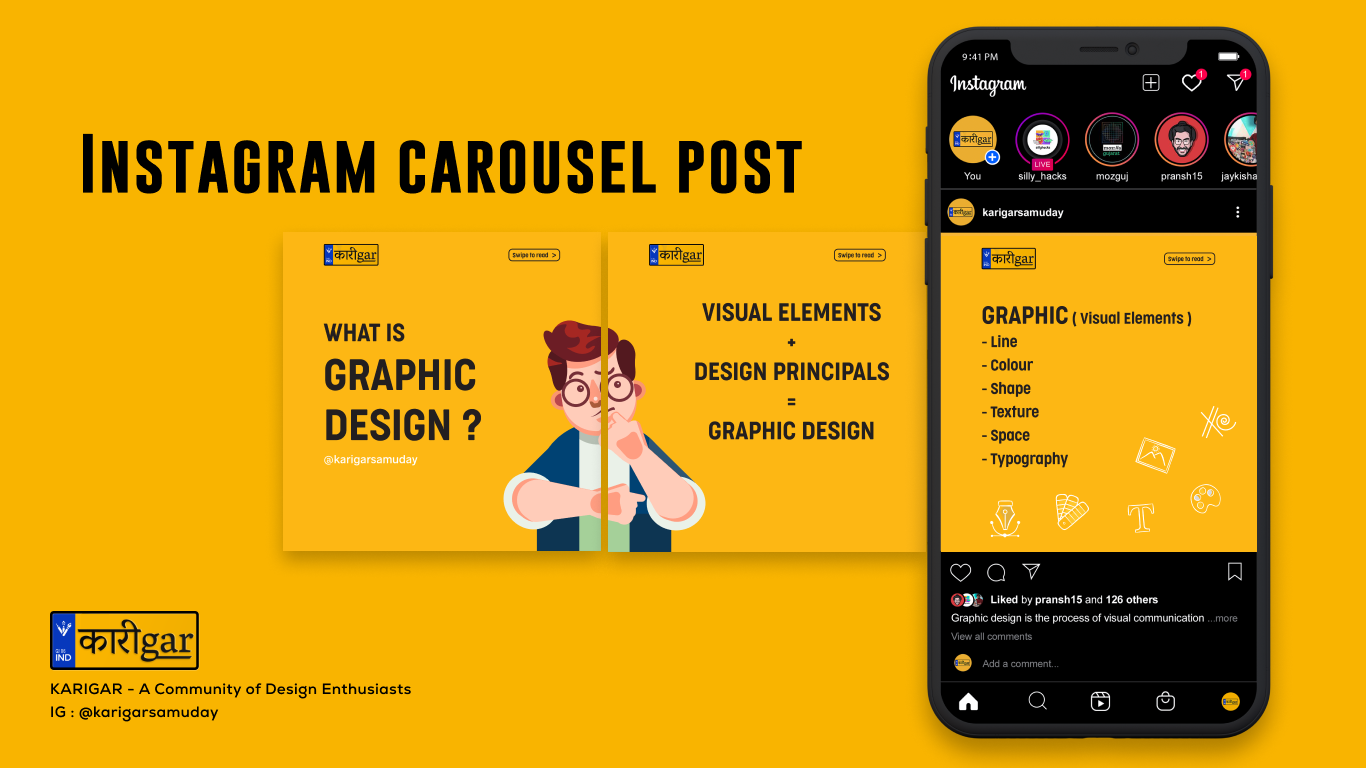 INSTAGRAM CAROUSEL POST
IND
कारीgar
Swipe to read >
WHAT IS
GRAPHIC
DESIGN ?
@karigarsamuday
IND
कारीgar
Swipe to read >
VISUAL ELEMENTS
+
DESIGN PRINCIPALS
=
GRAPHIC DESIGN
9:41 PM
Instagram
1
1
कारीgar
LIVE
You
silly_hacks
mozguj
pransh15
jaykisha
karigarsamuday
IND
कारीgar
Swipe to read >
GRAPHIC ( Visual Elements )
- Line
- Colour
- Shape
- Texture
- Space
- Typography
T
Liked by pransh15 and 126 others
Graphic design is the process of visual communication ...more
View all comments
Add a comment...
IND
कारीgar
KARIGAR - A Community of Design Enthusiasts
IG : @karigarsamuday